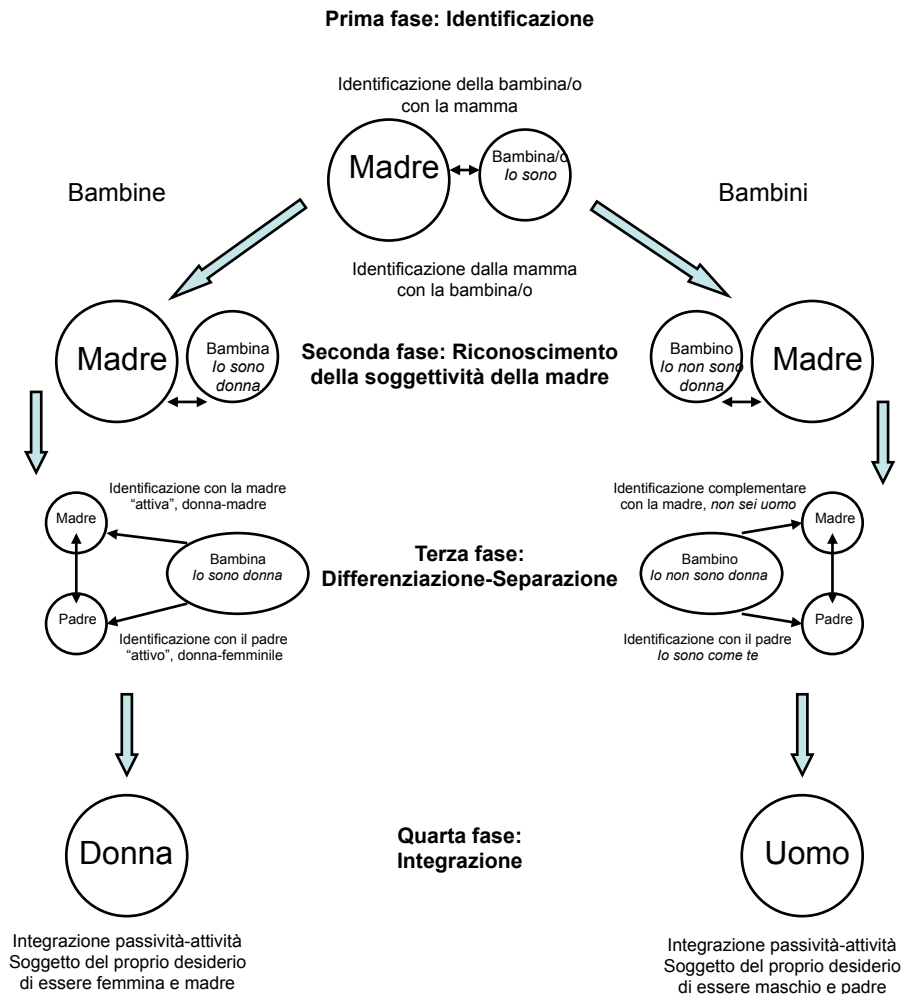 Prima fase: Identificazione
Identificazione della bambina/o
con la mamma
Madre
Bambina/o
Io sono
Bambine
Bambini
Identificazione dalla mamma
con la bambina/o
Madre
Bambina
Io sono
donna
Seconda fase: Riconoscimento
della soggettività della madre
Bambino
Io non sono
donna
Madre
Identificazione con la madre
“attiva”, donna-madre
Madre
Bambina
Io sono donna
Padre
Identificazione con il padre
“attivo”, donna-femminile
Terza fase:
Differenziazione-Separazione
Identificazione complementare
con la madre, non sei uomo
Madre
Bambino
Io non sono donna
Padre
Identificazione con il padre
Io sono come te
Donna
Quarta fase:
Integrazione
Uomo
Integrazione passività-attività
Soggetto del proprio desiderio
di essere femmina e madre
Integrazione passività-attività
Soggetto del proprio desiderio
di essere maschio e padre